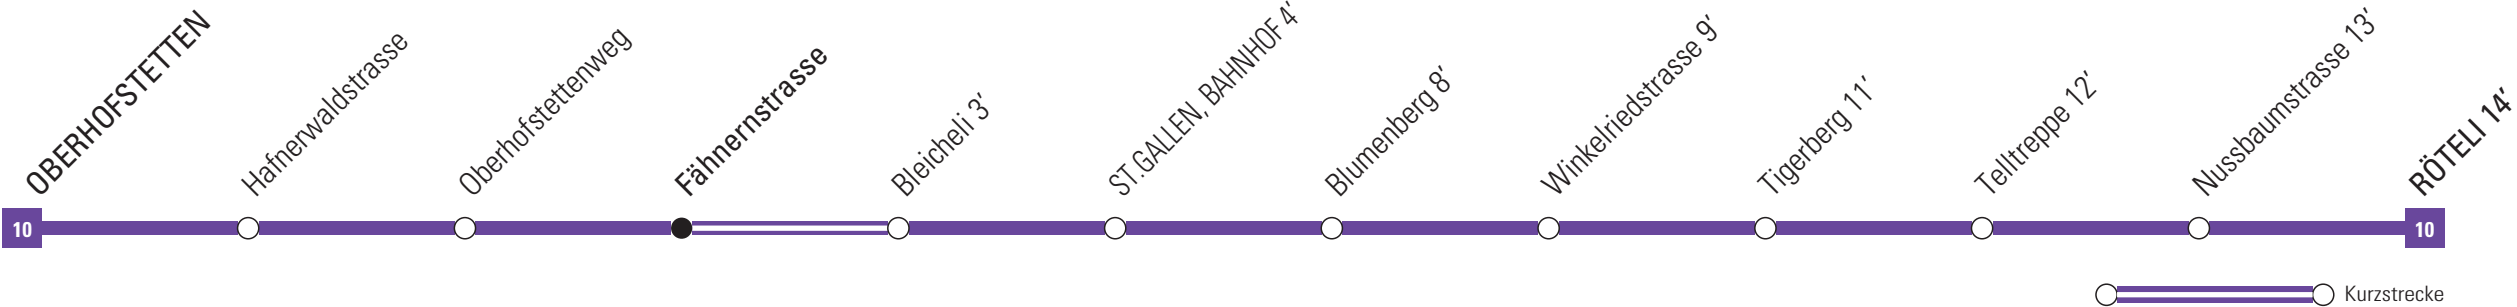 OBERHOFSTETTEN
Hafnerwaldstrasse
Oberhofstettenweg
Fähnernstrasse
Bleicheli 3′
ST.GALLEN, BAHNHOF 4′
Blumenberg 8′
Winkelriedstrasse 9′
Tigerberg 11′
Telltreppe 12′
Nussbaumstrasse 13′
RÖTELI 14′
10
10
Kurzstrecke